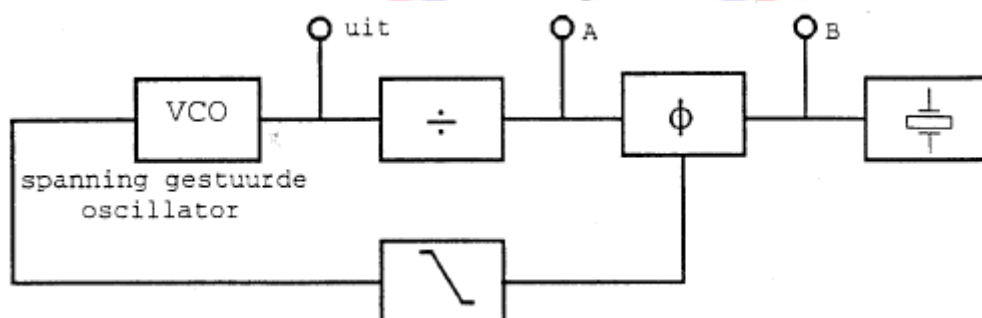 uit
A
B
VCO
÷
ϕ
spanning gestuurde
oscillator